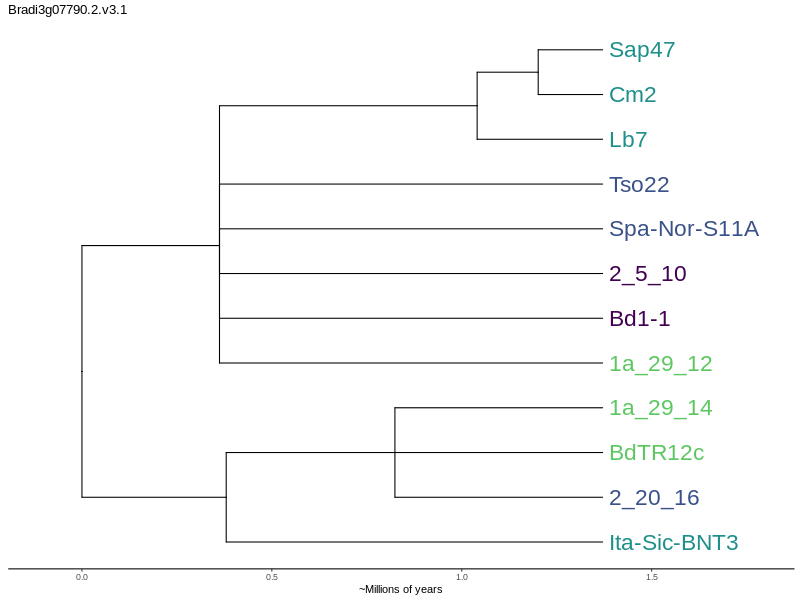 Bradi3g07790.2.v3.1
Sap47
Cm2
Lb7
Tso22
Spa-Nor-S11A
2_5_10
Bd1-1
1a_29_12
1a_29_14
BdTR12c
2_20_16
Ita-Sic-BNT3
0.0 0.5 1.0 1.5
~Millions of years